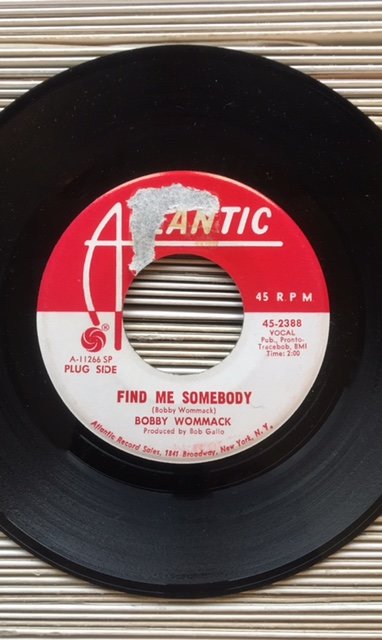 ATLANTIC
45 R.P.M.
45-2388
VOCAL
Pub., Pronto-
Tracebob, BMI
Time: 2:00
®
A-11266 SP
PLUG SIDE
FIND ME SOMEBODY
(Bobby Wommack)
BOBBY WOMMACK
Produced by Bob Gallo
Atlantic Record Sales, 1841 Broadway, New York, N. Y.